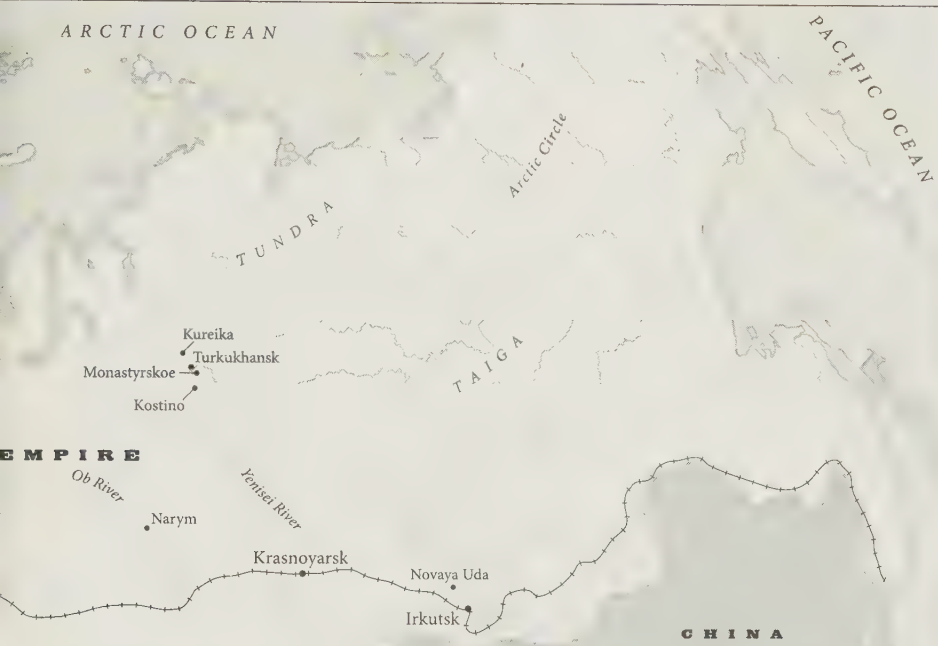 ARCTIC OCEAN
PACIFIC OCEAN
Arctic Circle
TUNDRA
Kureika
Turkukhansk
Monastyrskoe
TAIGA
Kostino
EMPIRE
Ob River
Yenisei River
Narym
Krasnoyarsk
Novaya Uda
Irkutsk
CHINA